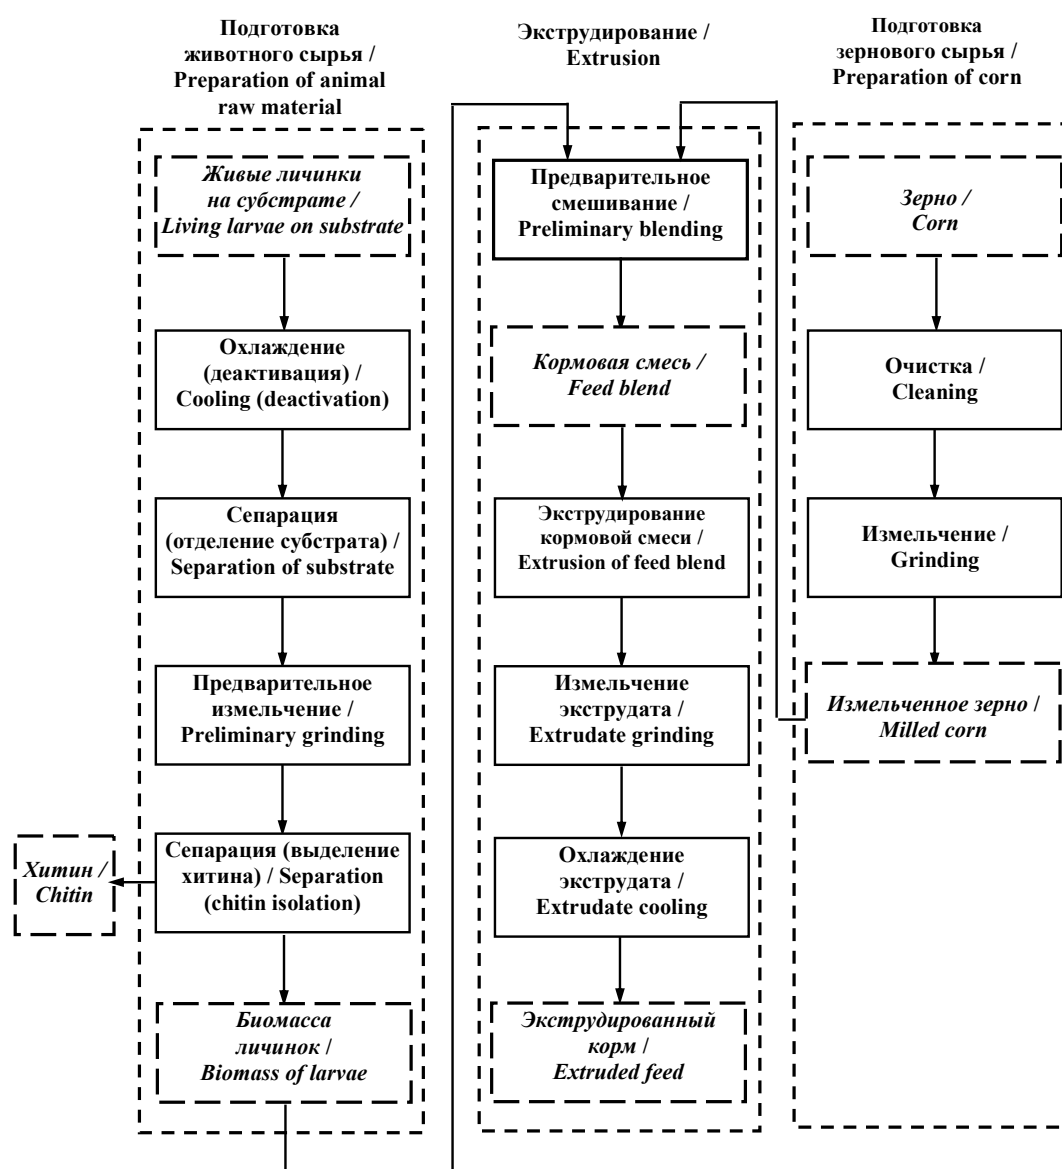 Подготовка
животного сырья /
Preparation of animal
raw material
Живые личинки
на субстрате /
Living larvae on substrate
Охлаждение
(деактивация) /
Cooling (deactivation)
Сепарация
(отделение субстрата) /
Separation of substrate
Предварительное
измельчение /
Preliminary grinding
Сепарация (выделение
хитина) / Separation
(chitin isolation)
Хитин /
Chitin
Биомасса
личинок /
Biomass of larvae
Экструдирование /
Extrusion
Предварительное
смешивание /
Preliminary blending
Кормовая смесь /
Feed blend
Экструдирование
кормовой смеси /
Extrusion of feed blend
Измельчение
экструдата /
Extrudate grinding
Охлаждение
экструдата /
Extrudate cooling
Экструдированный
корм /
Extruded feed
Подготовка
зернового сырья /
Preparation of corn
Зерно /
Corn
Очистка /
Cleaning
Измельчение /
Grinding
Измельченное зерно /
Milled corn